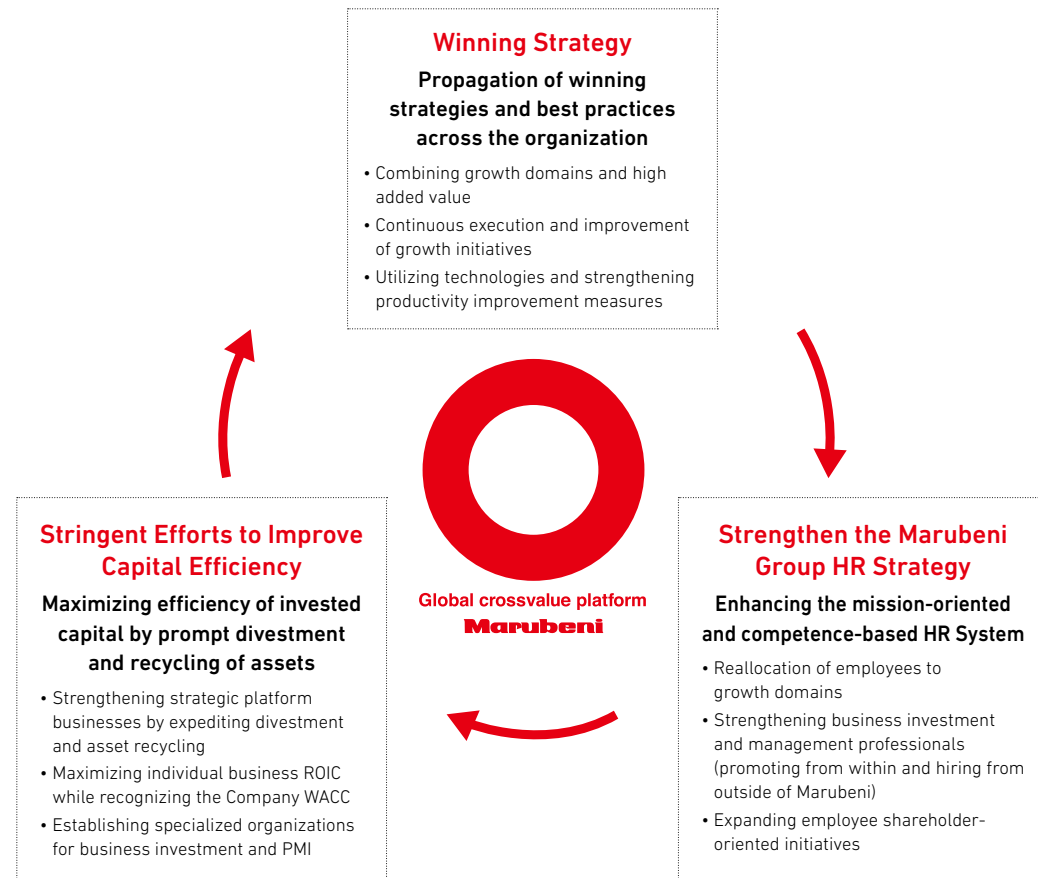 Winning Strategy
Propagation of winning
strategies and best practices
across the organization
• Combining growth domains and high
added value
• Continuous execution and improvement
of growth initiatives
• Utilizing technologies and strengthening
productivity improvement measures
Global crossvalue platform
Marubeni
Stringent Efforts to Improve
Capital Efficiency
Maximizing efficiency of invested
capital by prompt divestment
and recycling of assets
• Strengthening strategic platform
businesses by expediting divestment
and asset recycling
• Maximizing individual business ROIC
while recognizing the Company WACC
• Establishing specialized organizations
for business investment and PMI
Strengthen the Marubeni
Group HR Strategy
Enhancing the mission-oriented
and competence-based HR System
• Reallocation of employees to
growth domains
• Strengthening business investment
and management professionals
(promoting from within and hiring from
outside of Marubeni)
• Expanding employee shareholder-
oriented initiatives